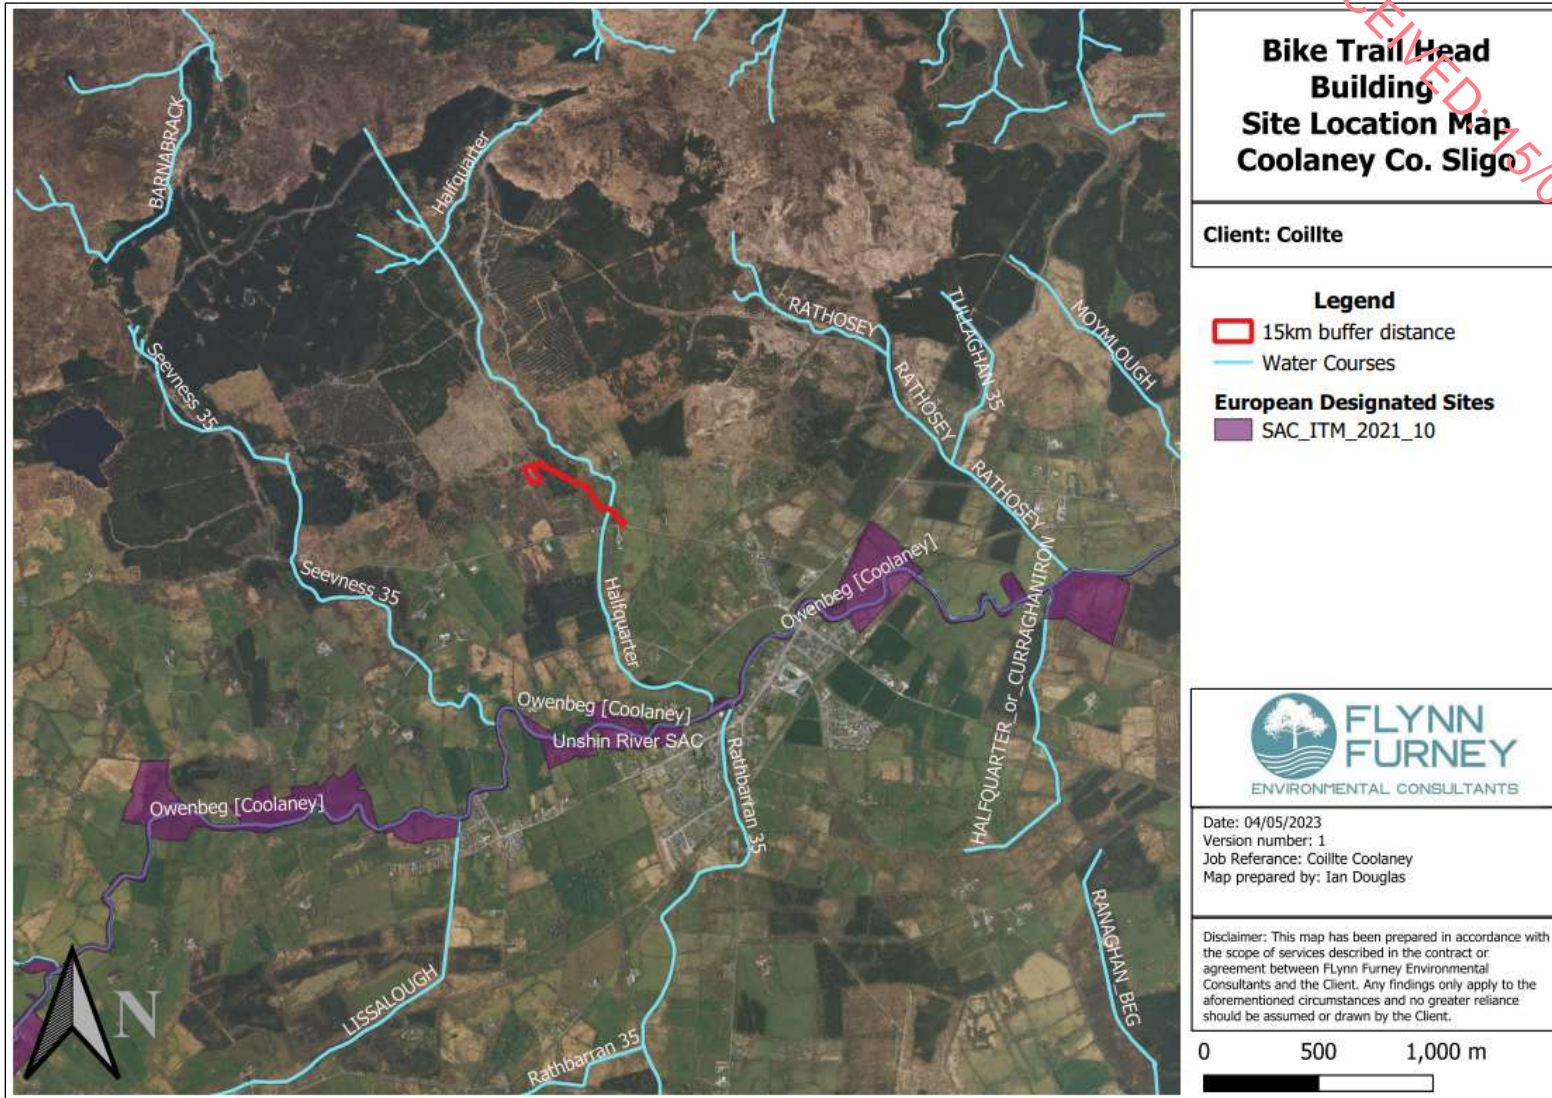 Bike Trail Head
Building
Site Location Map
Coolaney Co. Sligo
CEIVED: 15/0
Client: Coillte
Legend
15km buffer distance
Water Courses
European Designated Sites
SAC_ITM_2021_10
FLYNN
FURNEY
ENVIRONMENTAL CONSULTANTS
Date: 04/05/2023
Version number: 1
Job Referance: Coillte Coolaney
Map prepared by: Ian Douglas
Disclaimer: This map has been prepared in accordance with
the scope of services described in the contract or
agreement between FLynn Furney Environmental
Consultants and the Client. Any findings only apply to the
aforementioned circumstances and no greater reliance
should be assumed or drawn by the Client.
0 500 1,000 m
BARNABRACK
Halfquarter
RATHOSEY
TULLAGHAN 35
MOYMLOUGH
Seevness 35
RATHOSEY
RATHOSEY
Seevness 35
Halfquarter
Owenbeg [Coolaney]
HALFQUARTER_or_CURRAGHANIRON
Owenbeg [Coolaney]
Unshin River SAC
Owenbeg [Coolaney]
Rathbarran 35
RANAGHAN_BEG
LISSALOUGH
Rathbarran 35
N